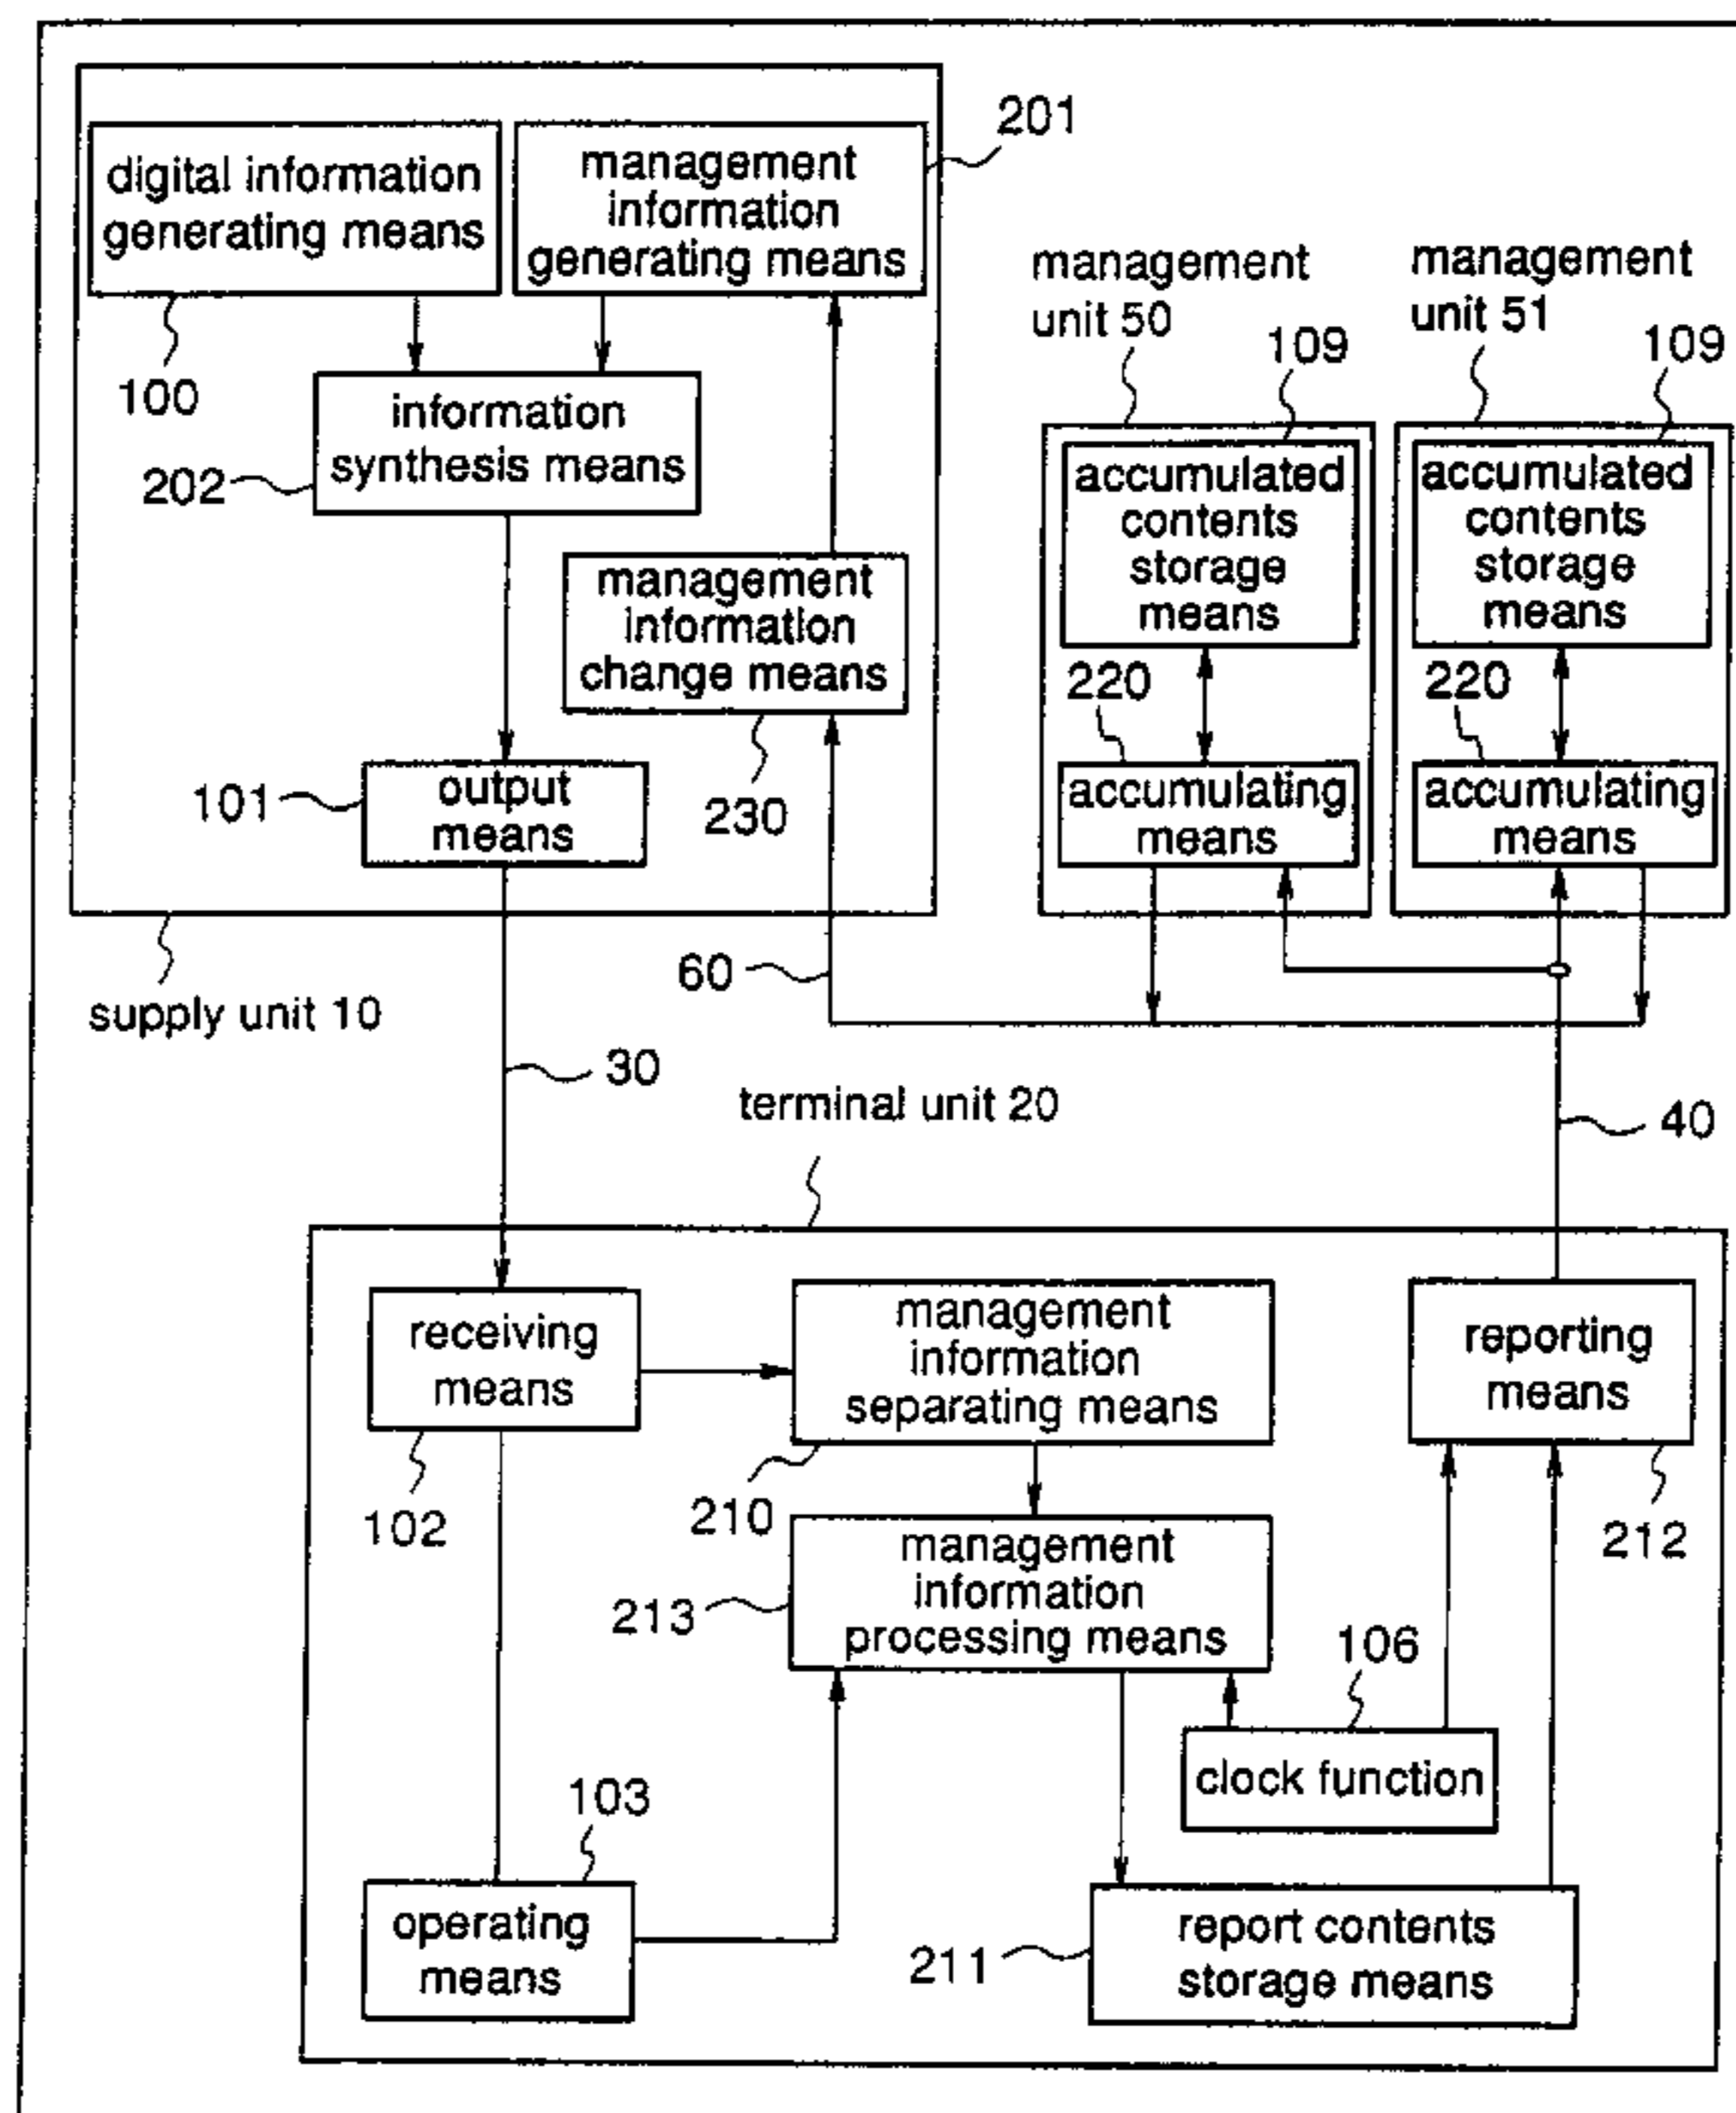 201
digital information
generating means
management
information
generating means
100
information
synthesis means
202
management
information
change means
230
101
output
means
supply unit 10
management
unit 50
109
accumulated
contents
storage
means
220
accumulating
means
management
unit 51
109
accumulated
contents
storage
means
220
accumulating
means
60
30
40
terminal unit 20
receiving
means
102
management
information
separating means
210
reporting
means
212
management
information
processing means
213
106
clock function
103
operating
means
report contents
storage means
211